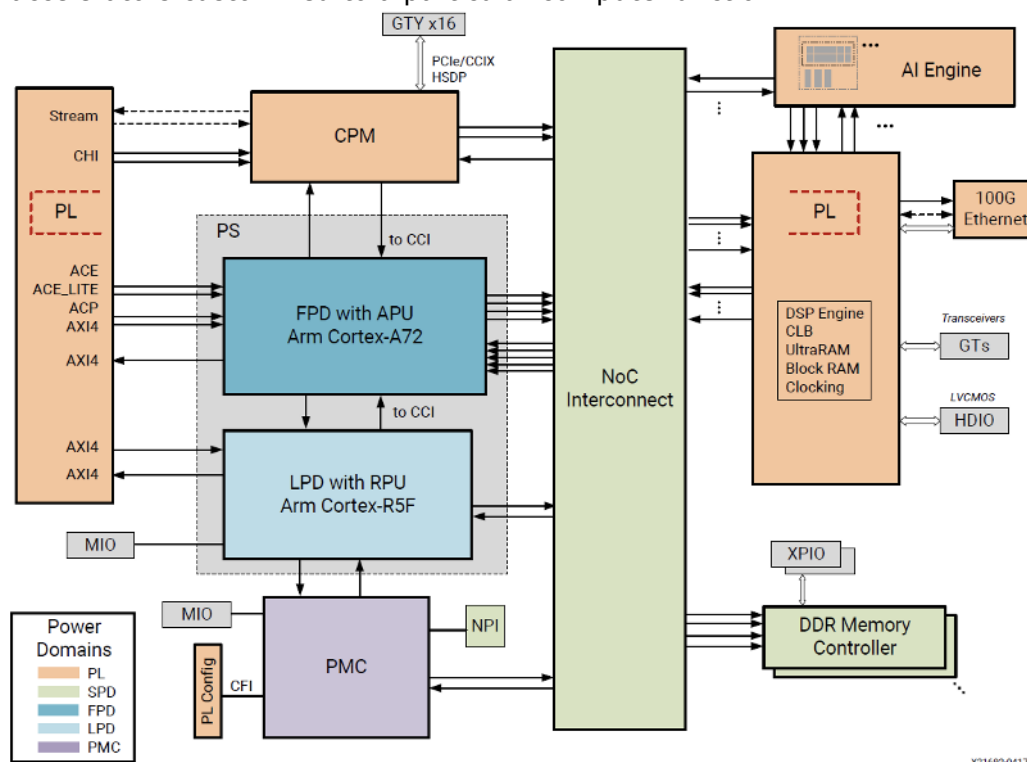 GTY x16
PCIe/CCIX
HSDP
AI Engine
Stream
CHI
CPM
PL
PS
to CCI
PL
100G
Ethernet
ACE
ACE_LITE
ACP
AXI4
AXI4
FPD with APU
Arm Cortex-A72
NoC
Interconnect
DSP Engine
CLB
UltraRAM
Block RAM
Clocking
Transceivers
GTs
LVCMOS
HDIO
to CCI
AXI4
AXI4
LPD with RPU
Arm Cortex-R5F
MIO
XPIO
MIO
NPI
PMC
DDR Memory
Controller
PL Config
CFI
Power
Domains
PL
SPD
FPD
LPD
PMC